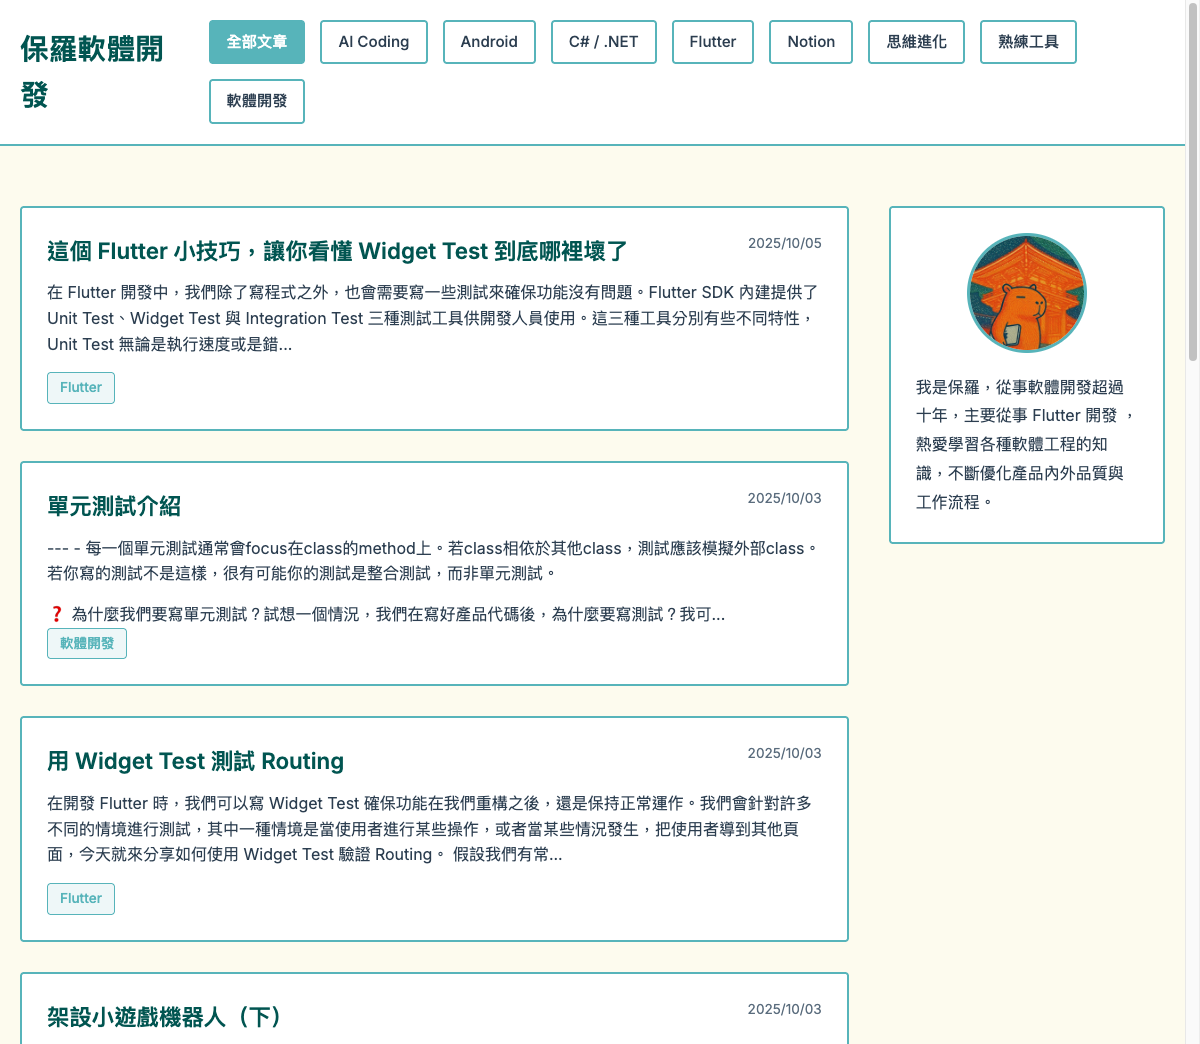 保羅軟體開
發
全部文章
AI Coding
Android
C# / .NET
Flutter
Notion
思維進化
熟練工具
軟體開發
這個 Flutter 小技巧，讓你看懂 Widget Test 到底哪裡壞了
2025/10/05
在 Flutter 開發中，我們除了寫程式之外，也會需要寫一些測試來確保功能沒有問題。Flutter SDK 內建提供了
Unit Test、Widget Test 與 Integration Test 三種測試工具供開發人員使用。這三種工具分別有些不同特性，
Unit Test 無論是執行速度或是錯...
Flutter
單元測試介紹
2025/10/03
--- - 每一個單元測試通常會focus在class的method上。若class相依於其他class，測試應該模擬外部class。
若你寫的測試不是這樣，很有可能你的測試是整合測試，而非單元測試。
❓ 為什麼我們要寫單元測試？試想一個情況，我們在寫好產品代碼後，為什麼要寫測試？我可...
軟體開發
用 Widget Test 測試 Routing
2025/10/03
在開發 Flutter 時，我們可以寫 Widget Test 確保功能在我們重構之後，還是保持正常運作。我們會針對許多
不同的情境進行測試，其中一種情境是當使用者進行某些操作，或者當某些情況發生，把使用者導到其他頁
面，今天就來分享如何使用 Widget Test 驗證 Routing。 假設我們有常...
Flutter
架設小遊戲機器人（下）
2025/10/03
我是保羅，從事軟體開發超過
十年，主要從事 Flutter 開發 ，
熱愛學習各種軟體工程的知
識，不斷優化產品內外品質與
工作流程。